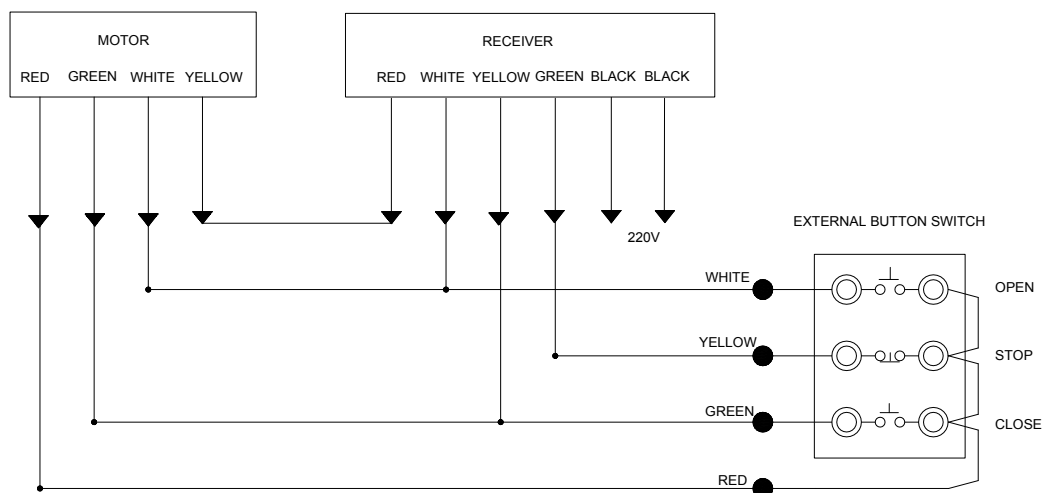 MOTOR
RED GREEN WHITE YELLOW
RECEIVER
RED WHITE YELLOW GREEN BLACK BLACK
220V
EXTERNAL BUTTON SWITCH
WHITE
OPEN
YELLOW
STOP
GREEN
CLOSE
RED